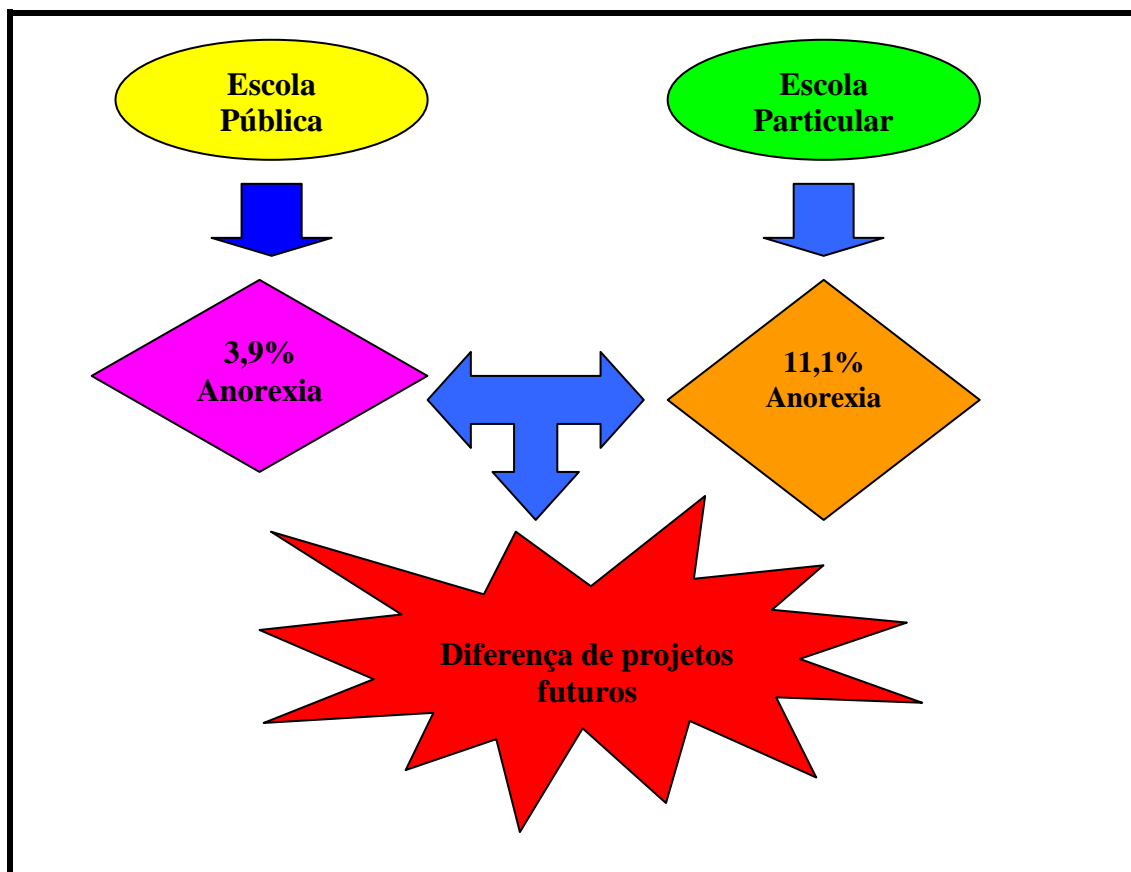 Escola
Pública
Escola
Particular
3,9%
Anorexia
11,1%
Anorexia
Diferença de projetos
futuros